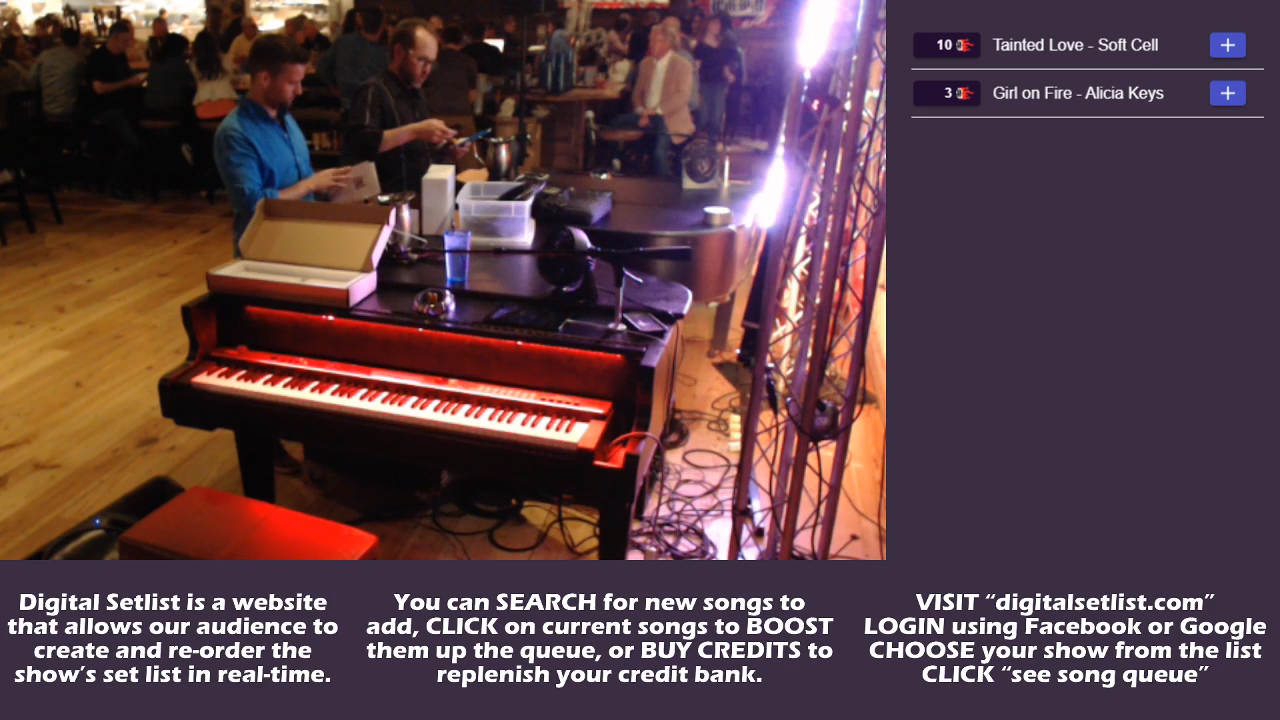 10 Tainted Love - Soft Cell +
3 Girl on Fire - Alicia Keys +
Digital Setlist is a website
that allows our audience to
create and re-order the
show's set list in real-time.
You can SEARCH for new songs to
add, CLICK on current songs to BOOST
them up the queue, or BUY CREDITS to
replenish your credit bank.
VISIT “digitalsetlist.com”
LOGIN using Facebook or Google
CHOOSE your show from the list
CLICK “see song queue”